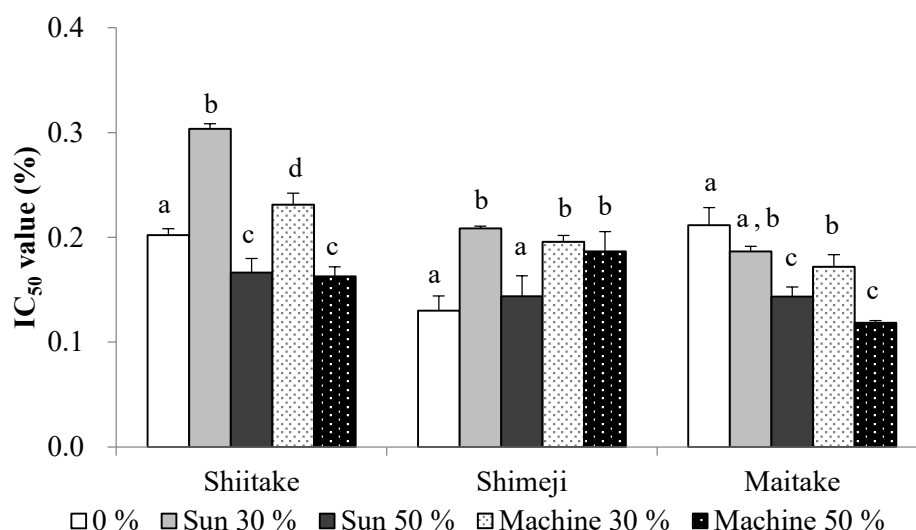 0.4
0.3
0.2
0.1
0.0
IC50 value (%)
a
b
c
d
c
a
b
a
b
b
a
a , b
c
b
c
Shiitake
Shimeji
Maitake
0 %
Sun 30 %
Sun 50 %
Machine 30 %
Machine 50 %